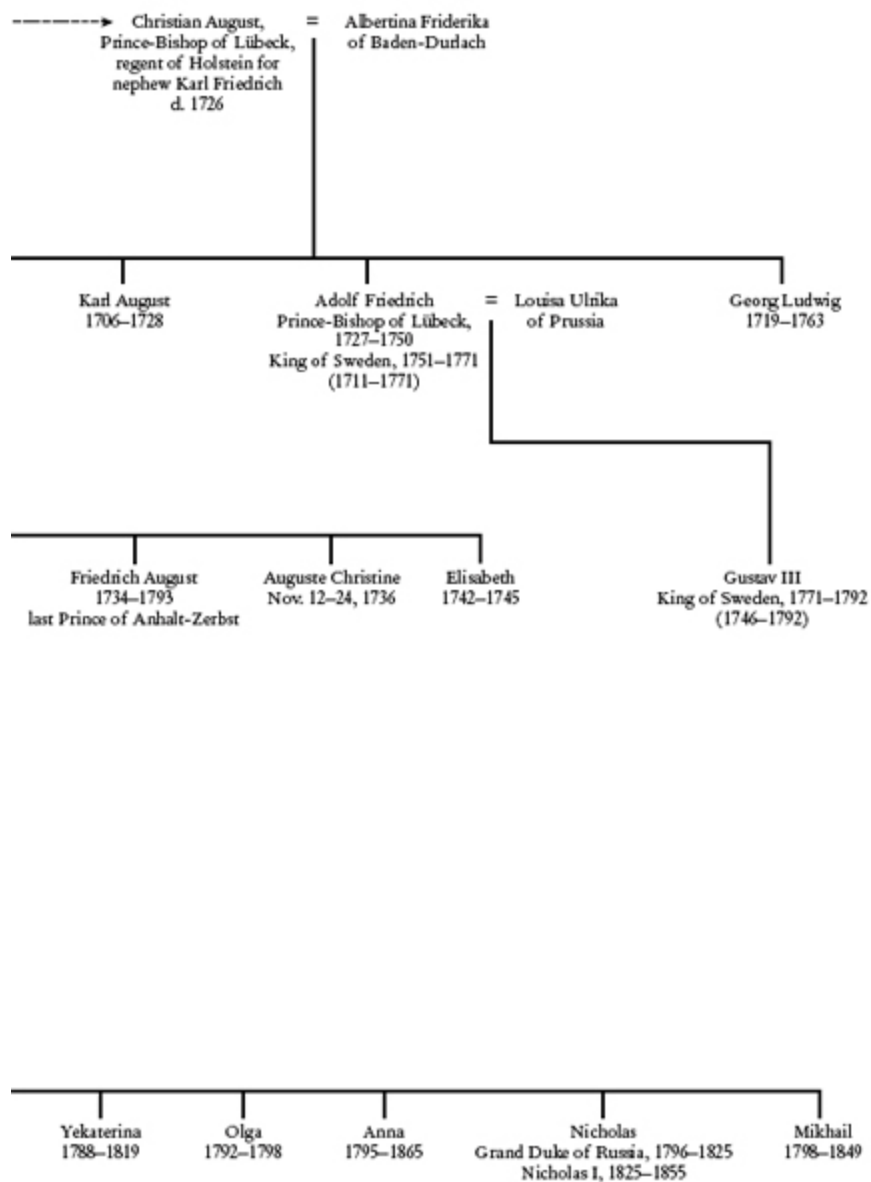 Christian August,
Prince-Bishop of Lübeck,
regent of Holstein for
nephew Karl Friedrich
d. 1726
=
Albertina Friderika
of Baden-Durlach
Karl August
1706–1728
Adolf Friedrich
Prince-Bishop of Lübeck,
1727–1750
King of Sweden, 1751–1771
(1711–1771)
=
Louisa Ulrika
of Prussia
Georg Ludwig
1719–1763
Friedrich August
1734–1793
last Prince of Anhalt-Zerbst
Auguste Christine
Nov. 12–24, 1736
Elisabeth
1742–1745
Gustav III
King of Sweden, 1771–1792
(1746–1792)
Yekaterina
1788–1819
Olga
1792–1798
Anna
1795–1865
Nicholas
Grand Duke of Russia, 1796–1825
Nicholas I, 1825–1855
Mikhail
1798–1849